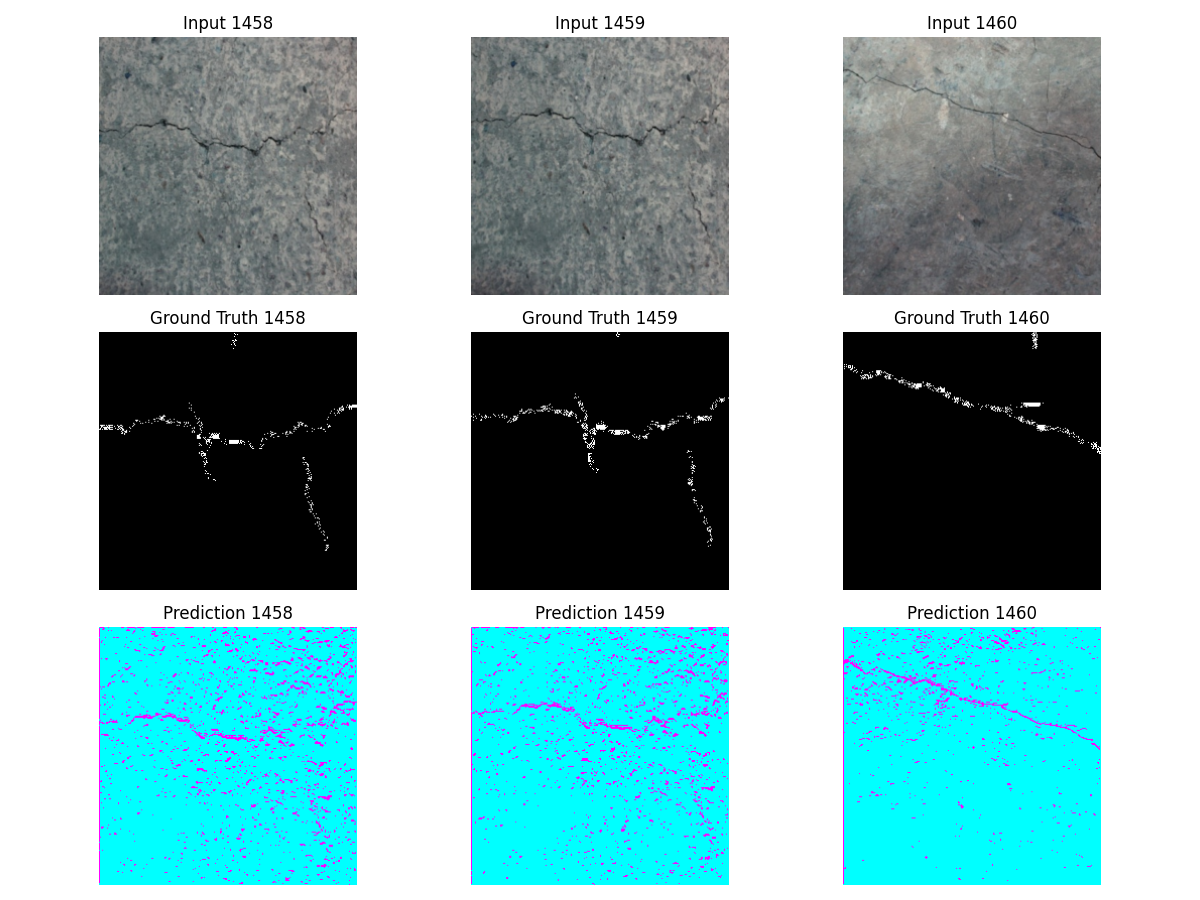 Input 1458
Input 1459
Input 1460
Ground Truth 1458
Ground Truth 1459
Ground Truth 1460
Prediction 1458
Prediction 1459
Prediction 1460